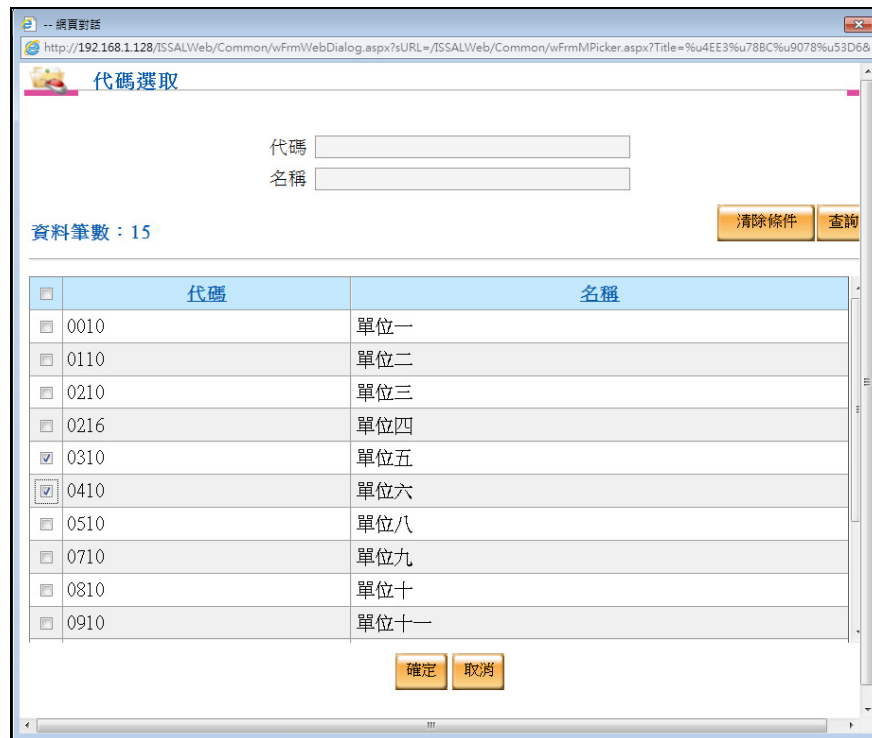 -- 網頁對話
http://192.168.1.128/ISSALWeb/Common/wFrmWebDialog.aspx?sURL=/ISSALWeb/Common/wFrmMPicker.aspx?Title=%u4EE3%u78BC%u9078%u53D6&
代碼選取
代碼
名稱
資料筆數：15
清除條件 查詢
代碼 名稱
0010 單位一
0110 單位二
0210 單位三
0216 單位四
0310 單位五
0410 單位六
0510 單位八
0710 單位九
0810 單位十
0910 單位十一
確定 取消